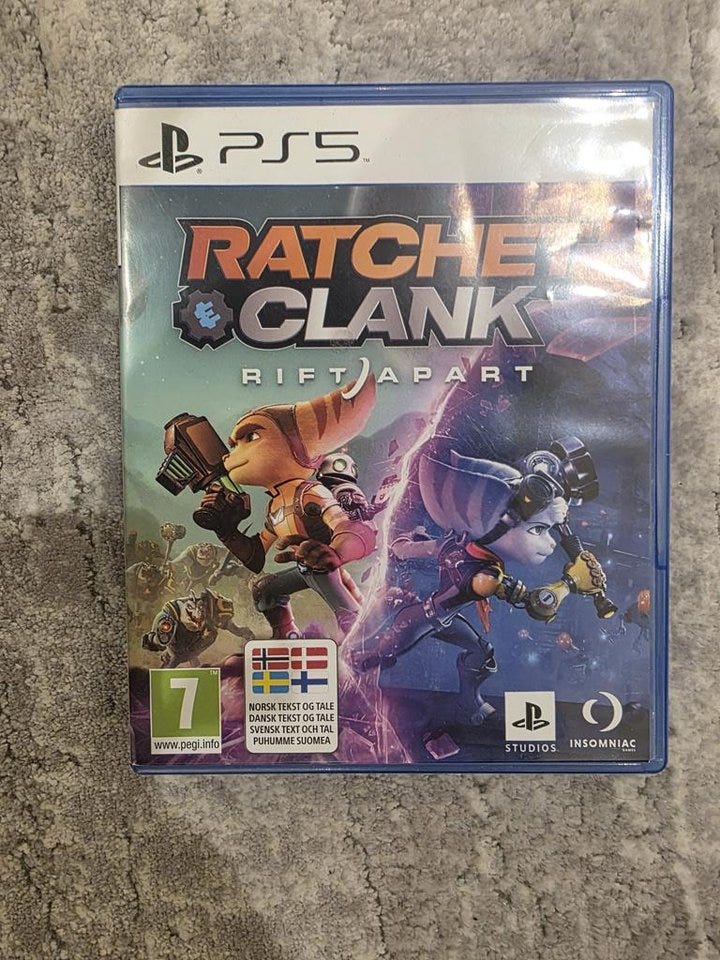 PS5
RATCHET
& CLANK
RIFT APART
7
www.pegi.info
NORSK TEKST OG TALE
DANSK TEKST OG TALE
SVENSK TEXT OCH TAL
PUHUMME SUOMEA
STUDIOS
INSOMNIAC
GAMES